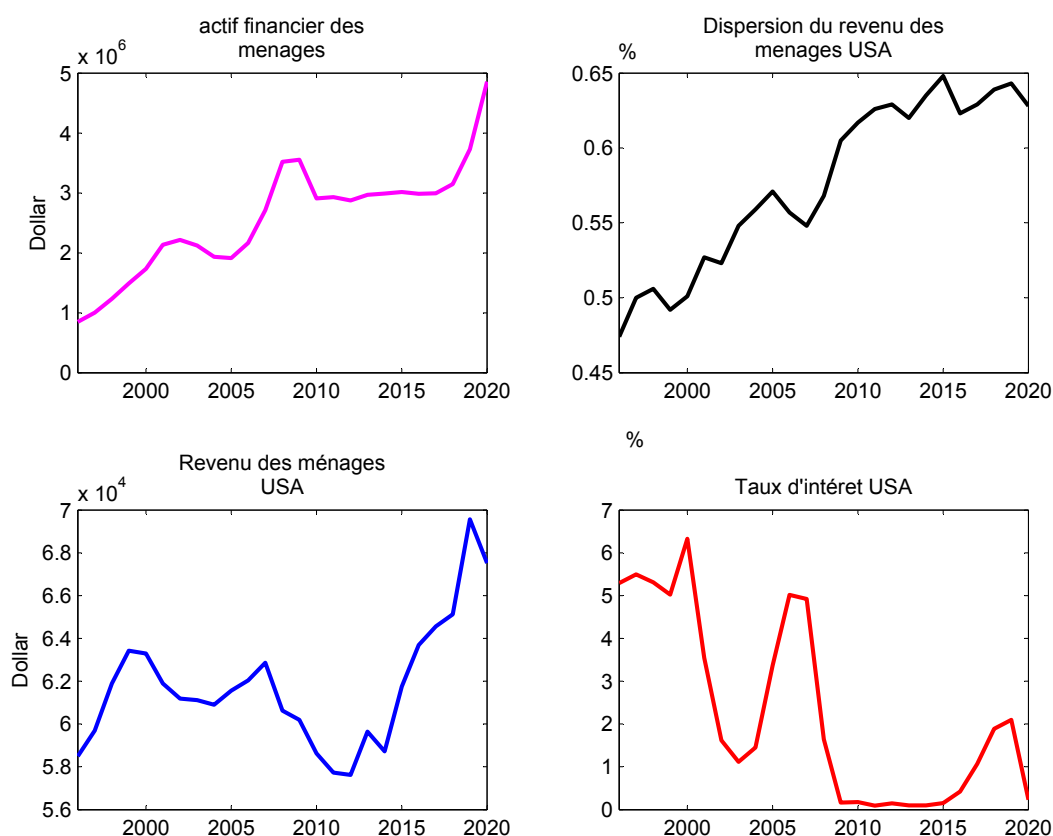 actif financier des
menages
x 10^6
5
4
3
2
1
0
Dollar
2000 2005 2010 2015 2020
Dispersion du revenu des
menages USA
%
0.65
0.6
0.55
0.5
0.45
2000 2005 2010 2015 2020
Revenu des ménages
USA
x 10^4
7
6.8
6.6
6.4
6.2
6
5.8
5.6
Dollar
2000 2005 2010 2015 2020
%
Taux d'intéret USA
7
6
5
4
3
2
1
0
2000 2005 2010 2015 2020